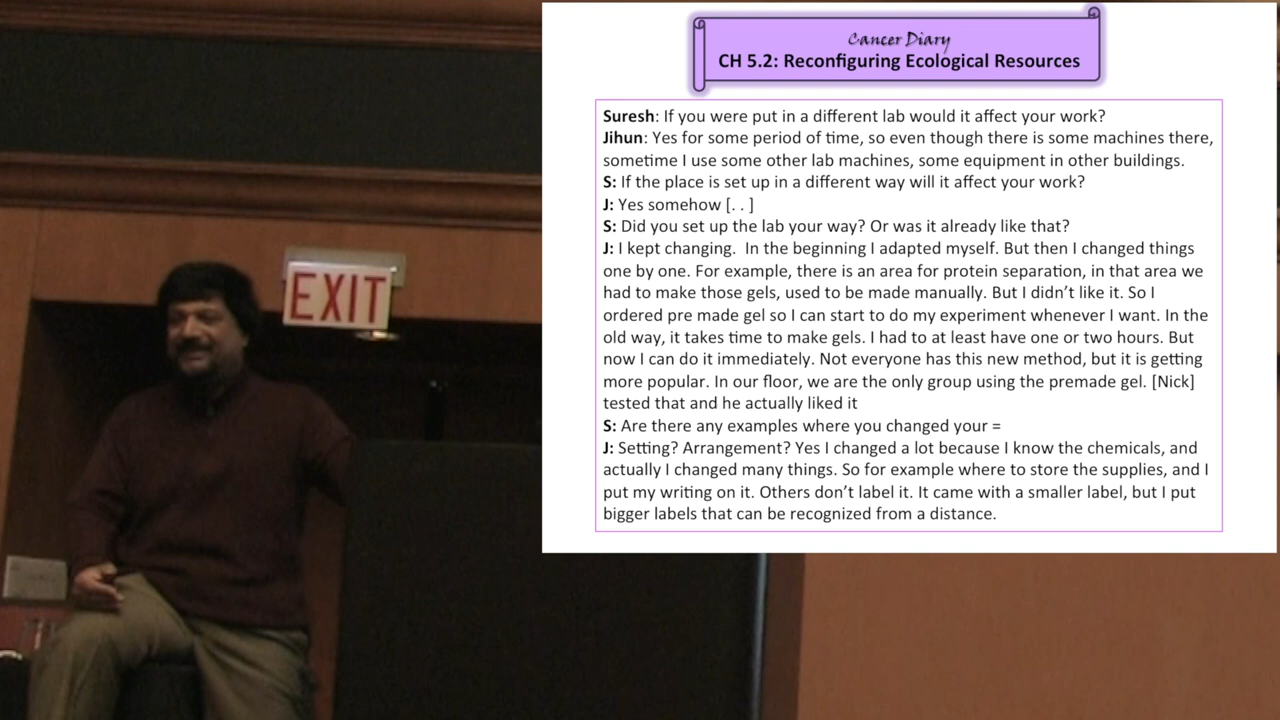 Cancer Diary
CH 5.2: Reconfiguring Ecological Resources
Suresh: If you were put in a different lab would it affect your work?
Jihun: Yes for some period of time, so even though there is some machines there,
sometime I use some other lab machines, some equipment in other buildings.
S: If the place is set up in a different way will it affect your work?
J: Yes somehow [. . ]
S: Did you set up the lab your way? Or was it already like that?
J: I kept changing.  In the beginning I adapted myself. But then I changed things
one by one. For example, there is an area for protein separation, in that area we
had to make those gels, used to be made manually. But I didn’t like it. So I
ordered pre made gel so I can start to do my experiment whenever I want. In the
old way, it takes time to make gels. I had to at least have one or two hours. But
now I can do it immediately. Not everyone has this new method, but it is getting
more popular. In our floor, we are the only group using the premade gel. [Nick]
tested that and he actually liked it
S: Are there any examples where you changed your =
J: Setting? Arrangement? Yes I changed a lot because I know the chemicals, and
actually I changed many things. So for example where to store the supplies, and I
put my writing on it. Others don’t label it. It came with a smaller label, but I put
bigger labels that can be recognized from a distance.
EXIT